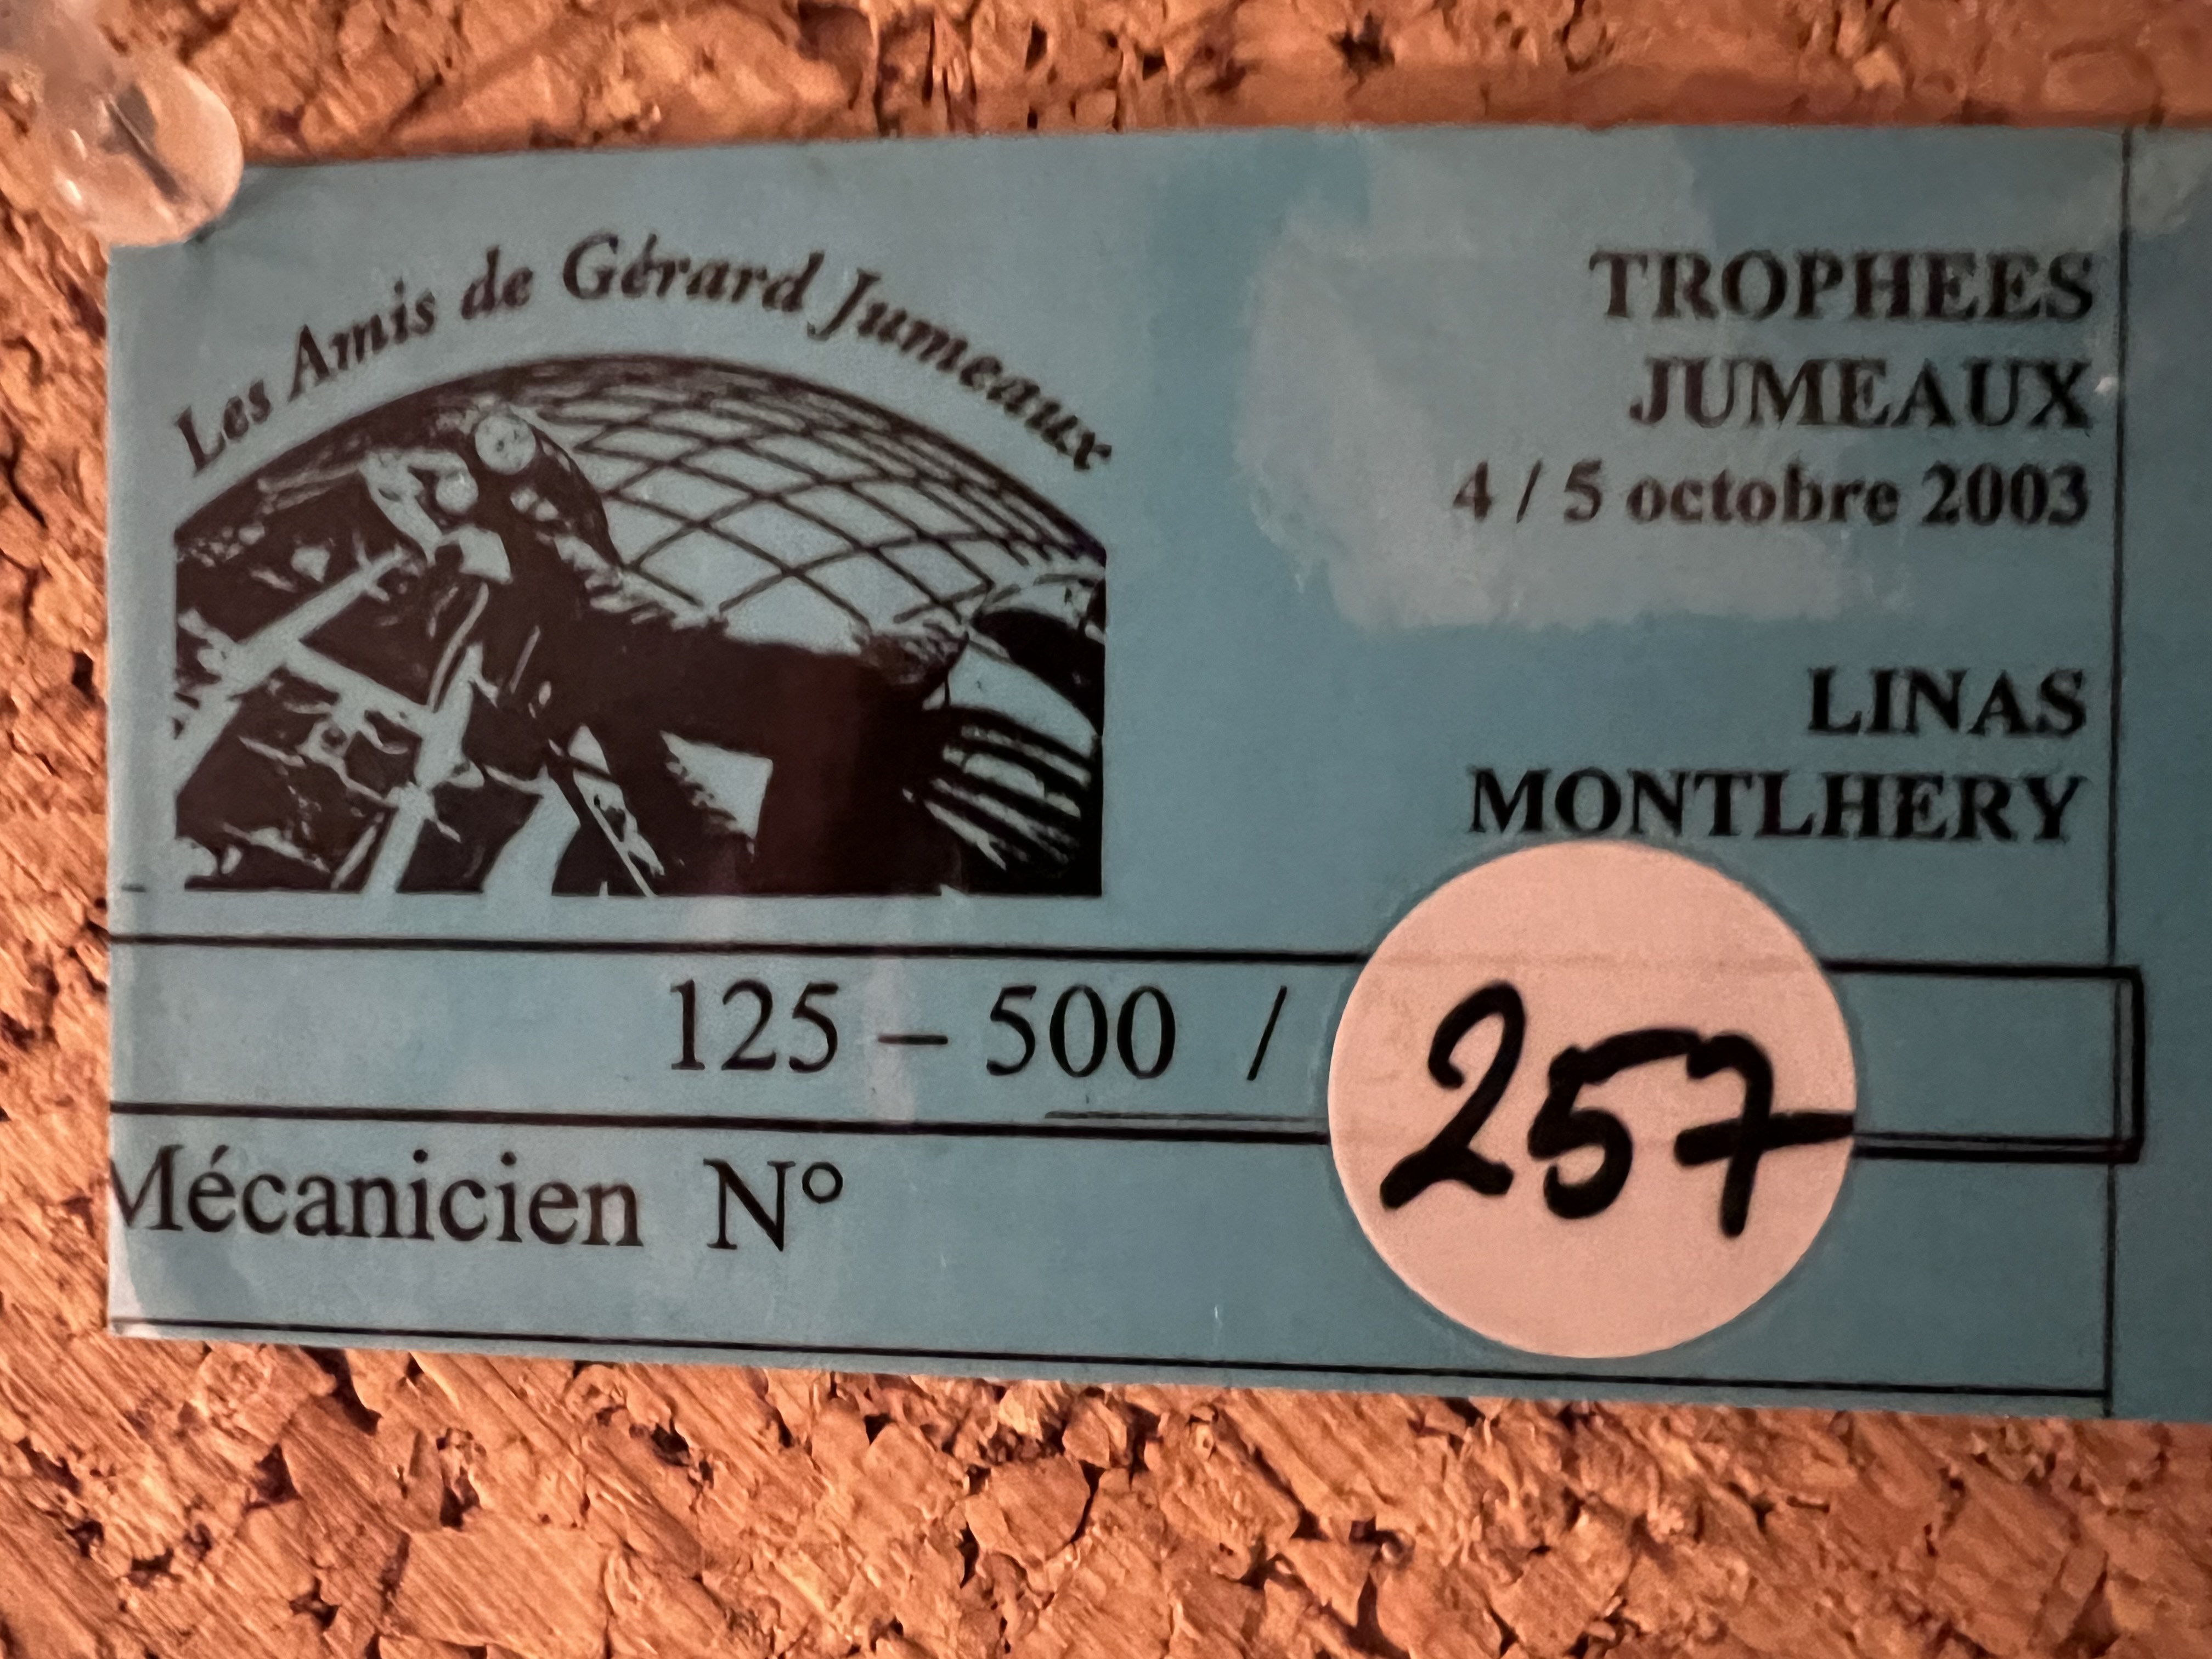 Les Amis de Gérard Jumeaux
TROPHEES
JUMEAUX
4 / 5 octobre 2003
LINAS
MONTLHERY
125 – 500 /
257
Mécanicien N°